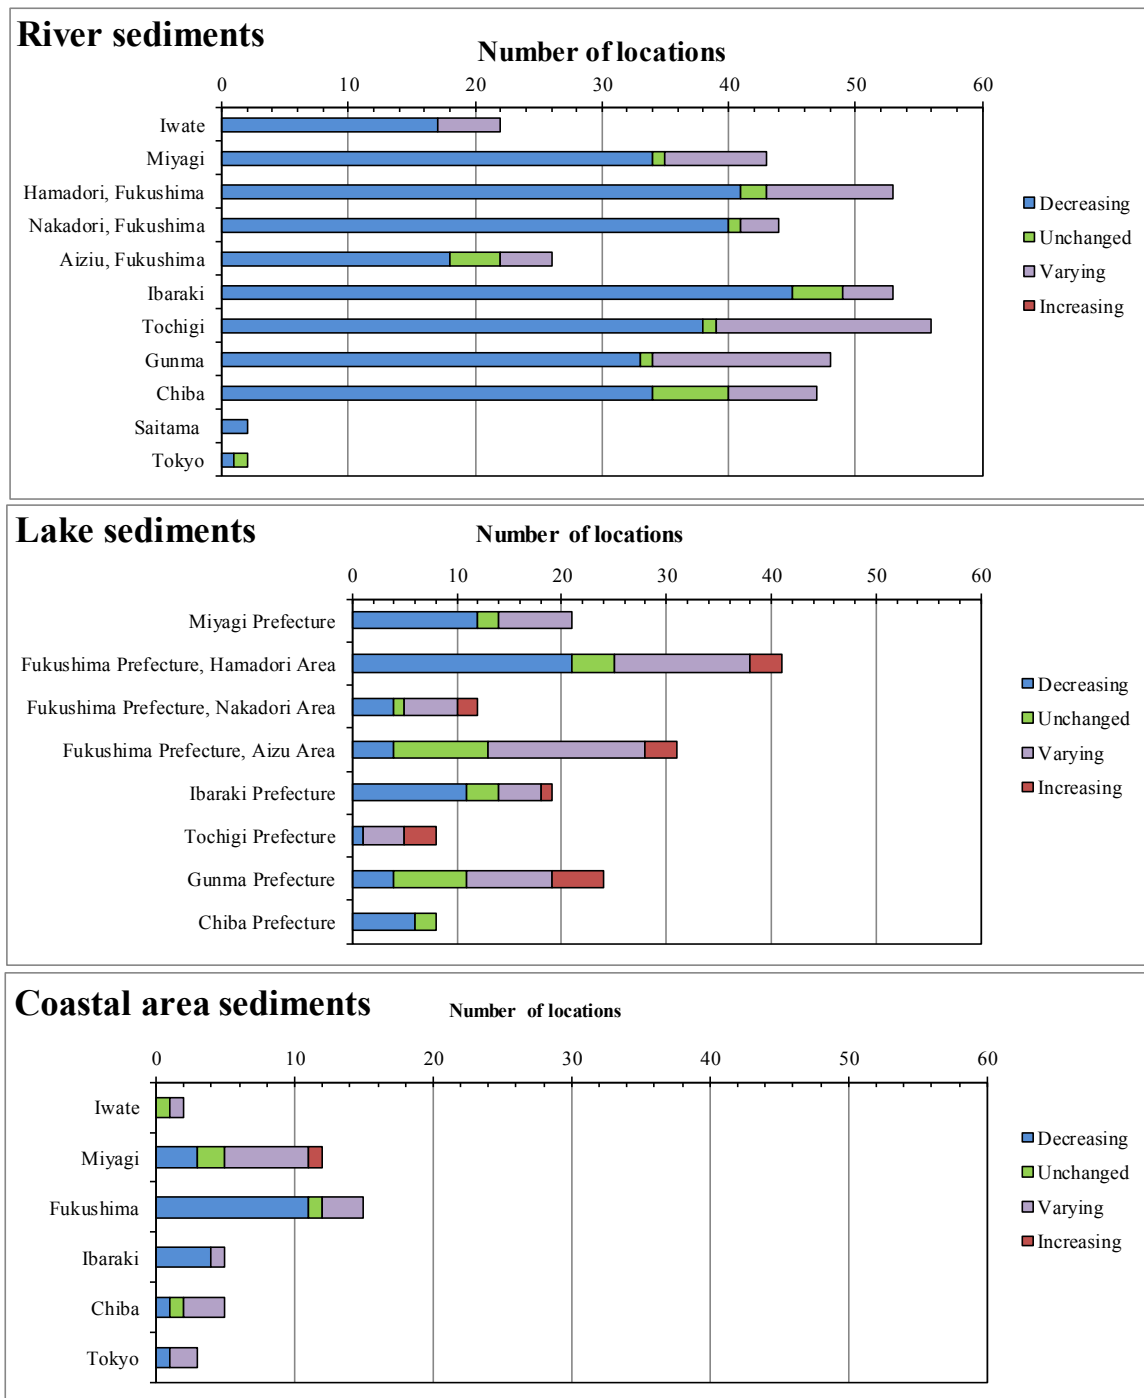 River sediments
Number of locations
0 10 20 30 40 50 60
Iwate
Miyagi
Hamadori, Fukushima
Nakadori, Fukushima
Aiziu, Fukushima
Ibaraki
Tochigi
Gunma
Chiba
Saitama
Tokyo
Decreasing
Unchanged
Varying
Increasing
Lake sediments
Number of locations
0 10 20 30 40 50 60
Miyagi Prefecture
Fukushima Prefecture, Hamadori Area
Fukushima Prefecture, Nakadori Area
Fukushima Prefecture, Aizu Area
Ibaraki Prefecture
Tochigi Prefecture
Gunma Prefecture
Chiba Prefecture
Decreasing
Unchanged
Varying
Increasing
Coastal area sediments
Number of locations
0 10 20 30 40 50 60
Iwate
Miyagi
Fukushima
Ibaraki
Chiba
Tokyo
Decreasing
Unchanged
Varying
Increasing